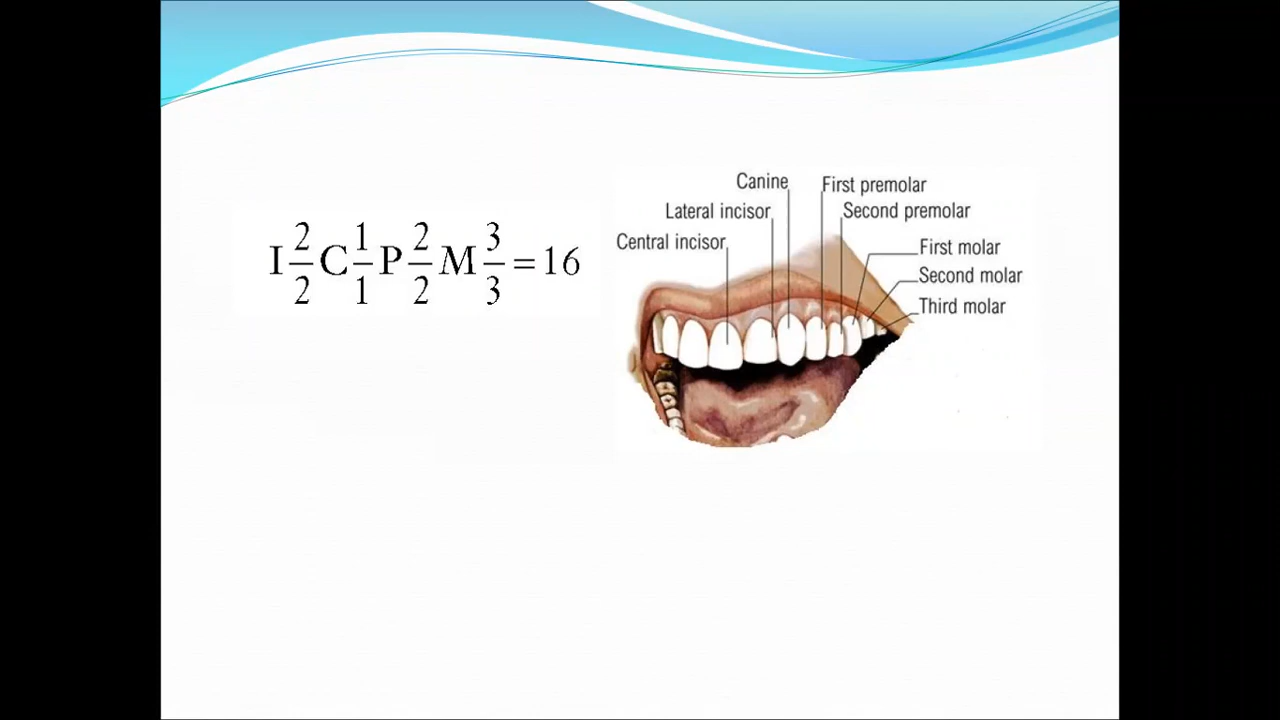 I 2/2 C 1/1 P 2/2 M 3/3 = 16
Canine
First premolar
Lateral incisor
Second premolar
Central incisor
First molar
Second molar
Third molar